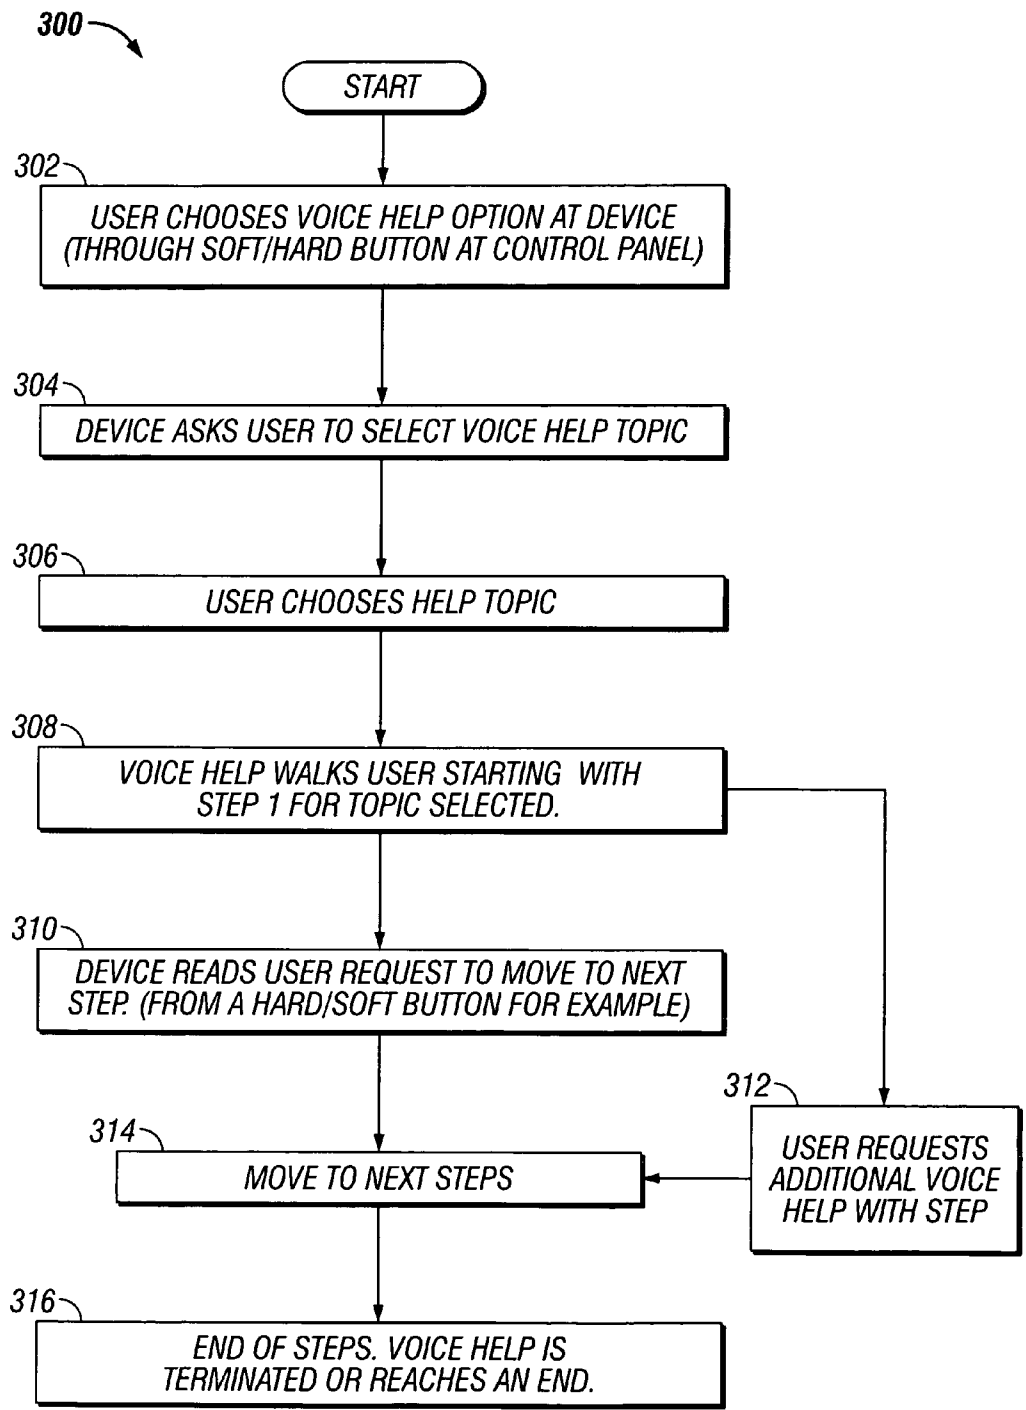 300
START
302
USER CHOOSES VOICE HELP OPTION AT DEVICE
(THROUGH SOFT/HARD BUTTON AT CONTROL PANEL)
304
DEVICE ASKS USER TO SELECT VOICE HELP TOPIC
306
USER CHOOSES HELP TOPIC
308
VOICE HELP WALKS USER STARTING WITH
STEP 1 FOR TOPIC SELECTED.
310
DEVICE READS USER REQUEST TO MOVE TO NEXT
STEP. (FROM A HARD/SOFT BUTTON FOR EXAMPLE)
312
USER REQUESTS
ADDITIONAL VOICE
HELP WITH STEP
314
MOVE TO NEXT STEPS
316
END OF STEPS. VOICE HELP IS
TERMINATED OR REACHES AN END.